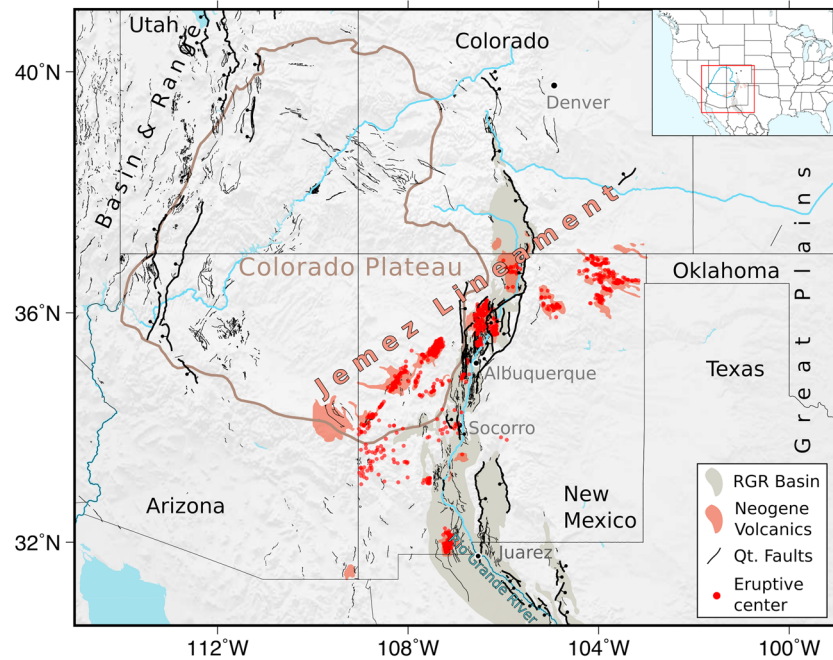 Utah
Colorado
40°N
Basin & Range
Denver
Great Plains
Jemez Lineament
Colorado Plateau
Oklahoma
36°N
Texas
Albuquerque
Socorro
Arizona
New
Mexico
32°N
Juarez
Rio Grande River
RGR Basin
Neogene
Volcanics
Qt. Faults
Eruptive
center
112°W
108°W
104°W
100°W